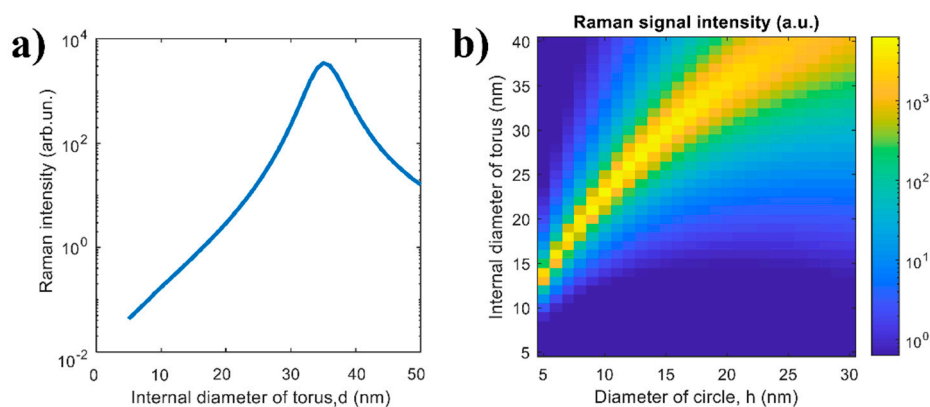 a)
10^4
10^2
10^0
10^-2
Raman intensity (arb.un.)
0 10 20 30 40 50
Internal diameter of torus,d (nm)
b)
Raman signal intensity (a.u.)
40
35
30
25
20
15
10
5
Internal diameter of torus (nm)
5 10 15 20 25 30
Diameter of circle, h (nm)
10^3
10^2
10^1
10^0